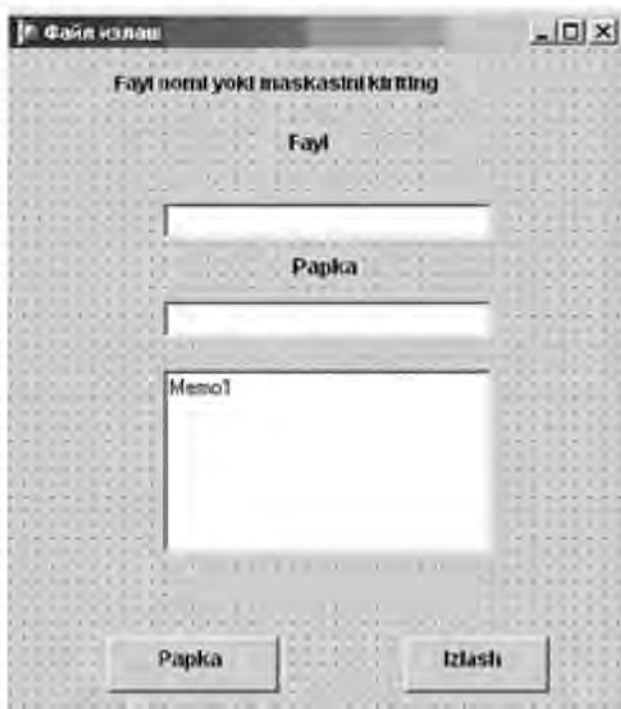 Файл излаш
Fayl nomi yoki maskasini kiriting
Fayl
Papka
Memo1
Papka Izlash